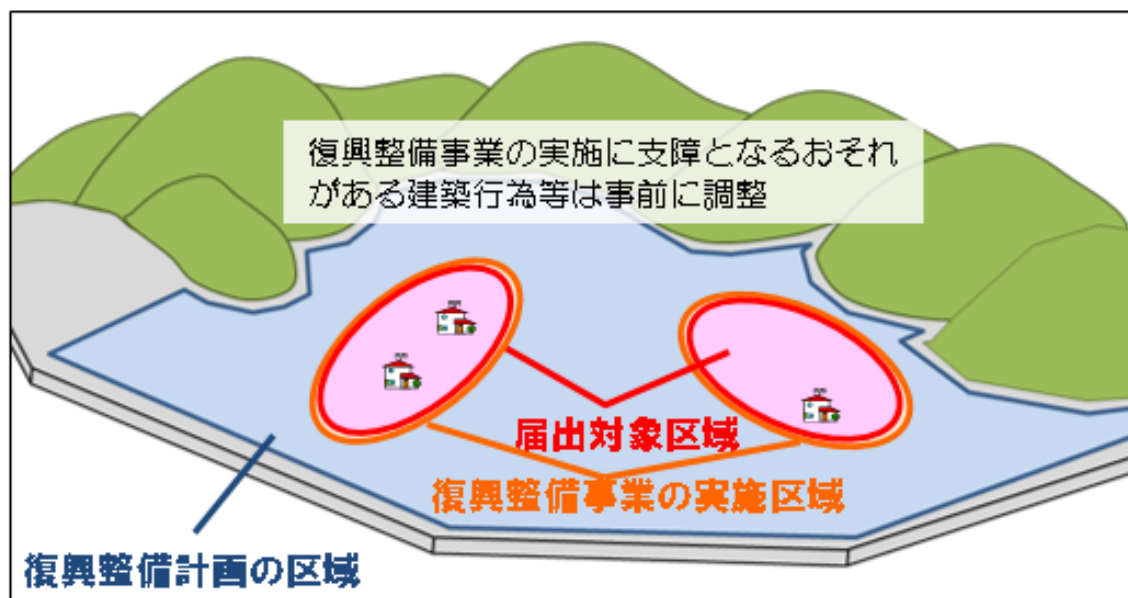 復興整備事業の実施に支障となるおそれ
がある建築行為等は事前に調整
届出対象区域
復興整備事業の実施区域
復興整備計画の区域